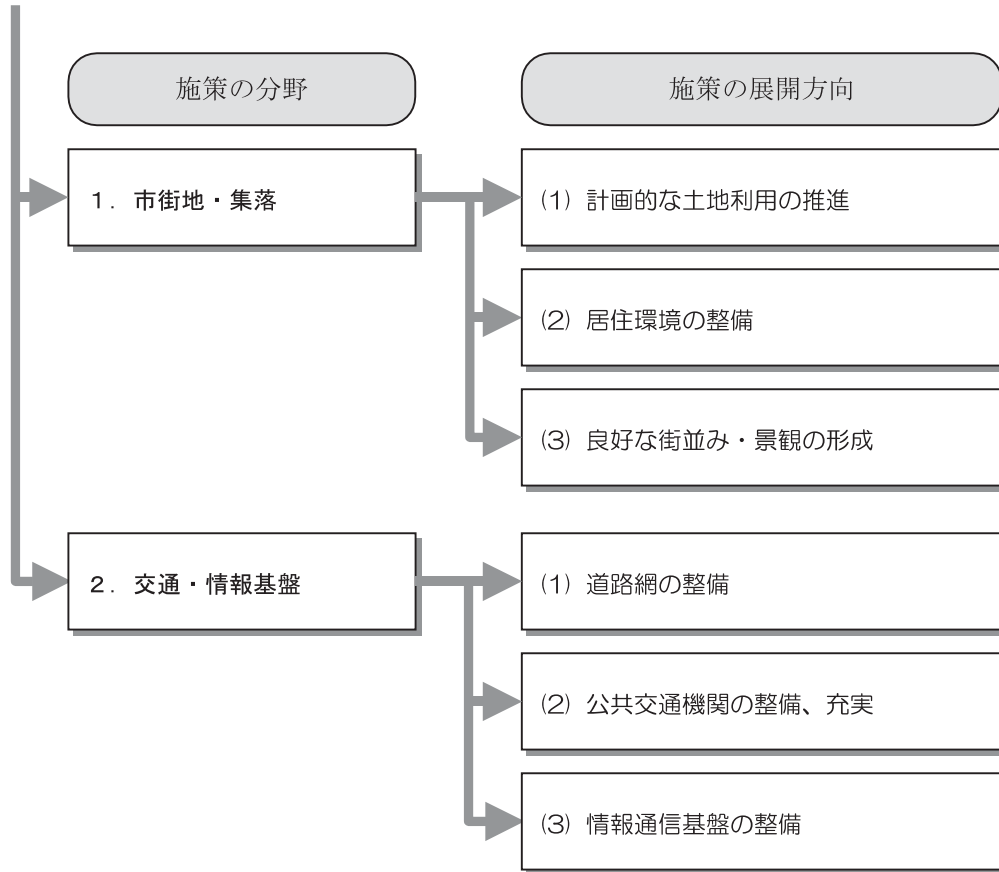 施策の分野
施策の展開方向
1. 市街地・集落
(1) 計画的な土地利用の推進
(2) 居住環境の整備
(3) 良好な街並み・景観の形成
2. 交通・情報基盤
(1) 道路網の整備
(2) 公共交通機関の整備、充実
(3) 情報通信基盤の整備